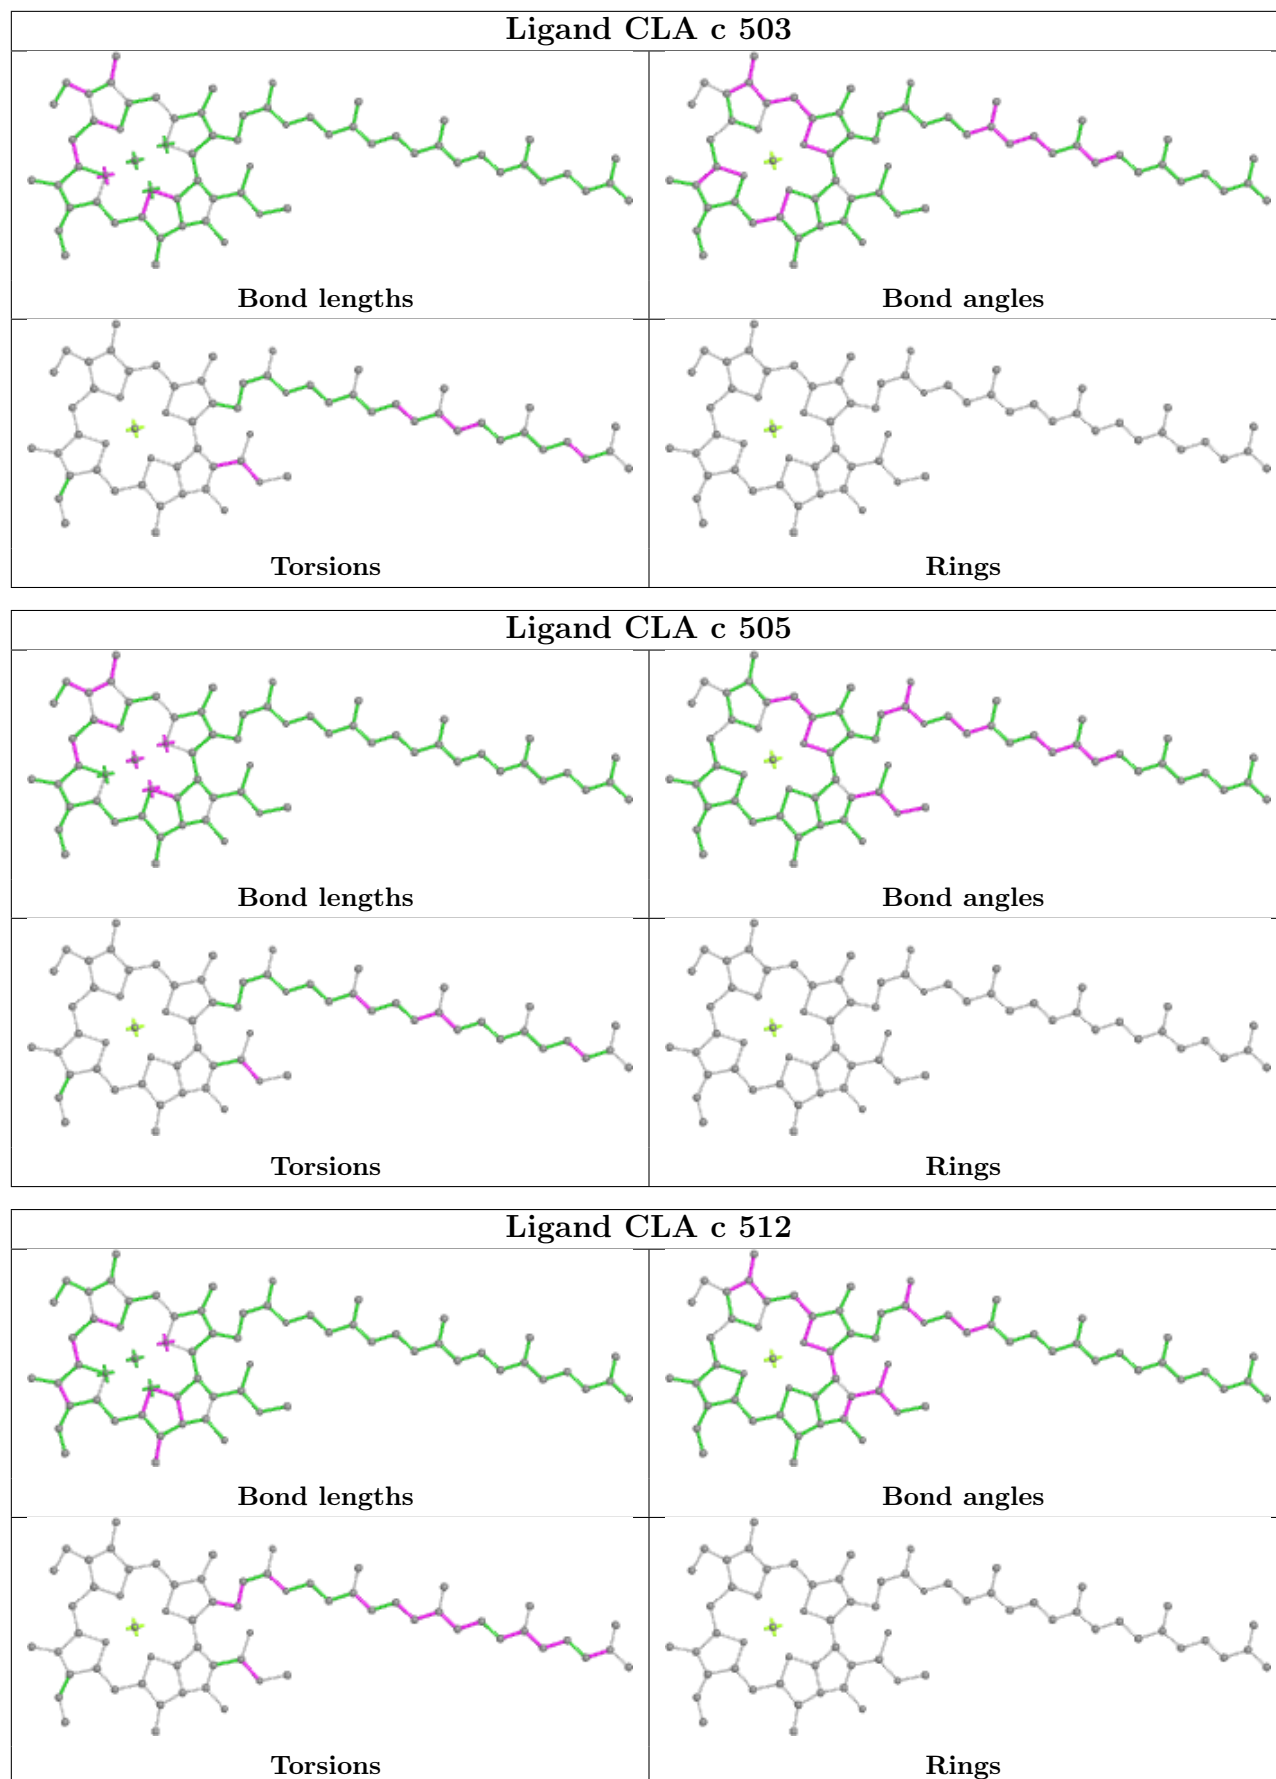 Ligand CLA c 503
Bond lengths
Bond angles
Torsions
Rings
Ligand CLA c 505
Bond lengths
Bond angles
Torsions
Rings
Ligand CLA c 512
Bond lengths
Bond angles
Torsions
Rings